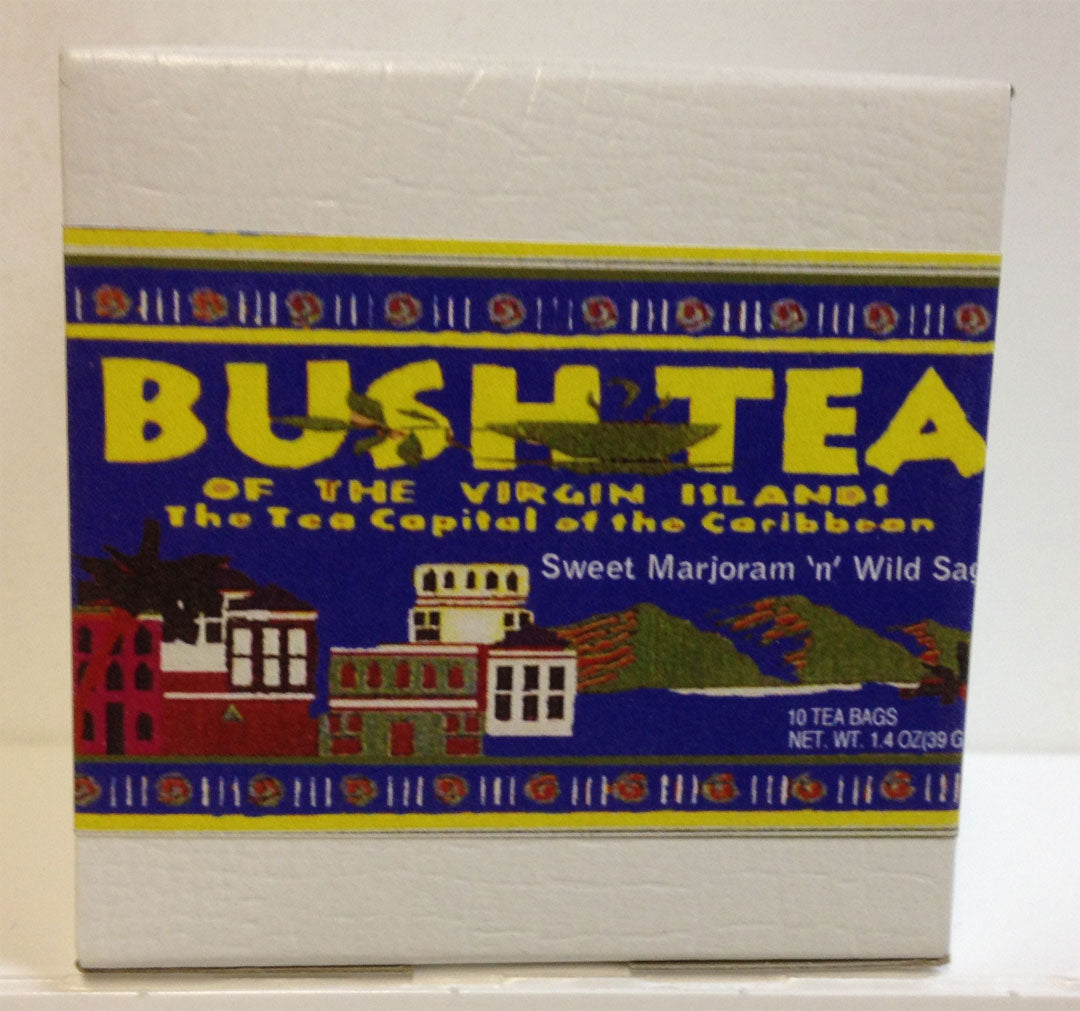 BUSH TEA
OF THE VIRGIN ISLANDS
The Tea Capital of the Caribbean
Sweet Marjoram 'n' Wild Sag
10 TEA BAGS
NET. WT. 1.4 OZ(39 G